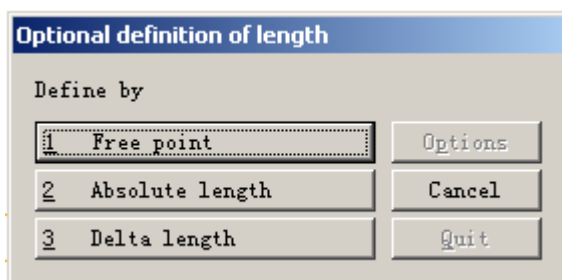 Optional definition of length
Define by
1 Free point Options
2 Absolute length Cancel
3 Delta length Quit